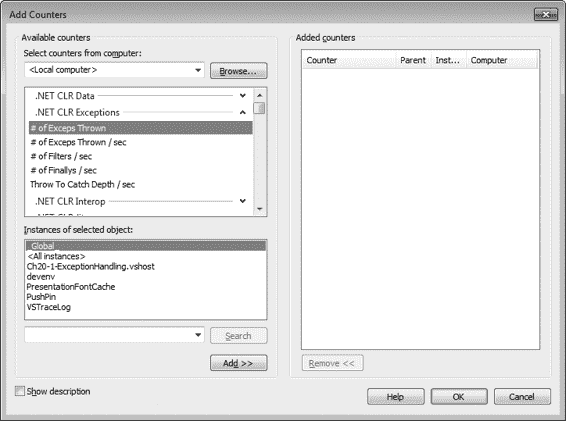 Add Counters
Available counters
Select counters from computer:
<Local computer>
Browse...
.NET CLR Data
.NET CLR Exceptions
# of Exceps Thrown
# of Exceps Thrown / sec
# of Filters / sec
# of Finallys / sec
Throw To Catch Depth / sec
.NET CLR Interop
Instances of selected object:
_Global_
<All instances>
Ch20-1-ExceptionHandling.vshost
devenv
PresentationFontCache
PushPin
VSTraceLog
Search
Add >>
Show description
Added counters
Counter Parent Inst... Computer
Remove <<
Help OK Cancel